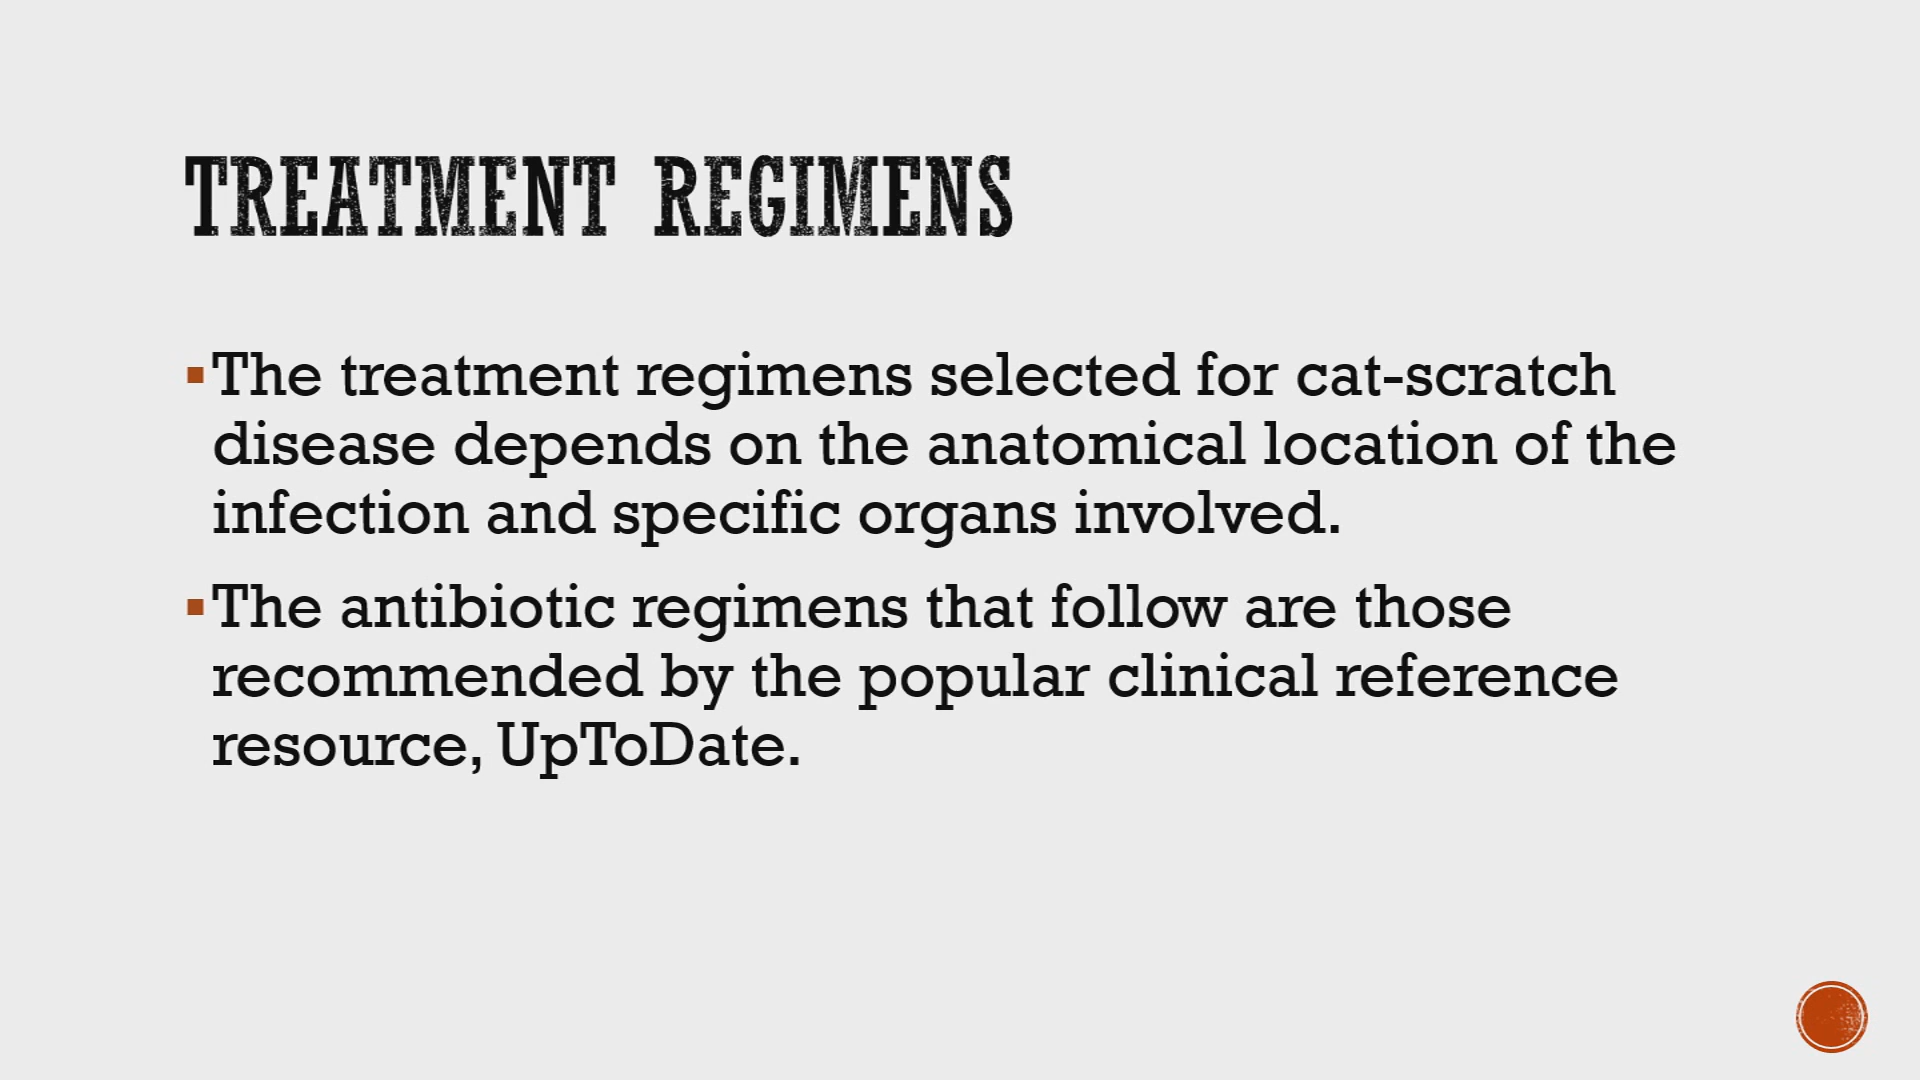 TREATMENT REGIMENS
▪The treatment regimens selected for cat-scratch
disease depends on the anatomical location of the
infection and specific organs involved.
▪The antibiotic regimens that follow are those
recommended by the popular clinical reference
resource, UpToDate.